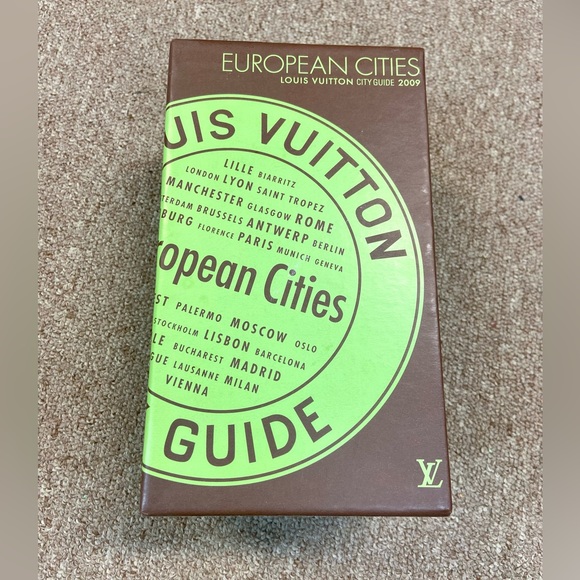 EUROPEAN CITIES
LOUIS VUITTON CITY GUIDE 2009
UIS VUITTON
LILLE BIARRITZ
LONDON LYON SAINT TROPEZ
MANCHESTER GLASGOW ROME
TERDAM BRUSSELS ANTWERP BERLIN
BURG FLORENCE PARIS MUNICH GENEVA
ropean Cities
ST PALERMO MOSCOW OSLO
STOCKHOLM LISBON BARCELONA
LE BUCHAREST MADRID
GUE LAUSANNE MILAN
VIENNA
GUIDE
LV